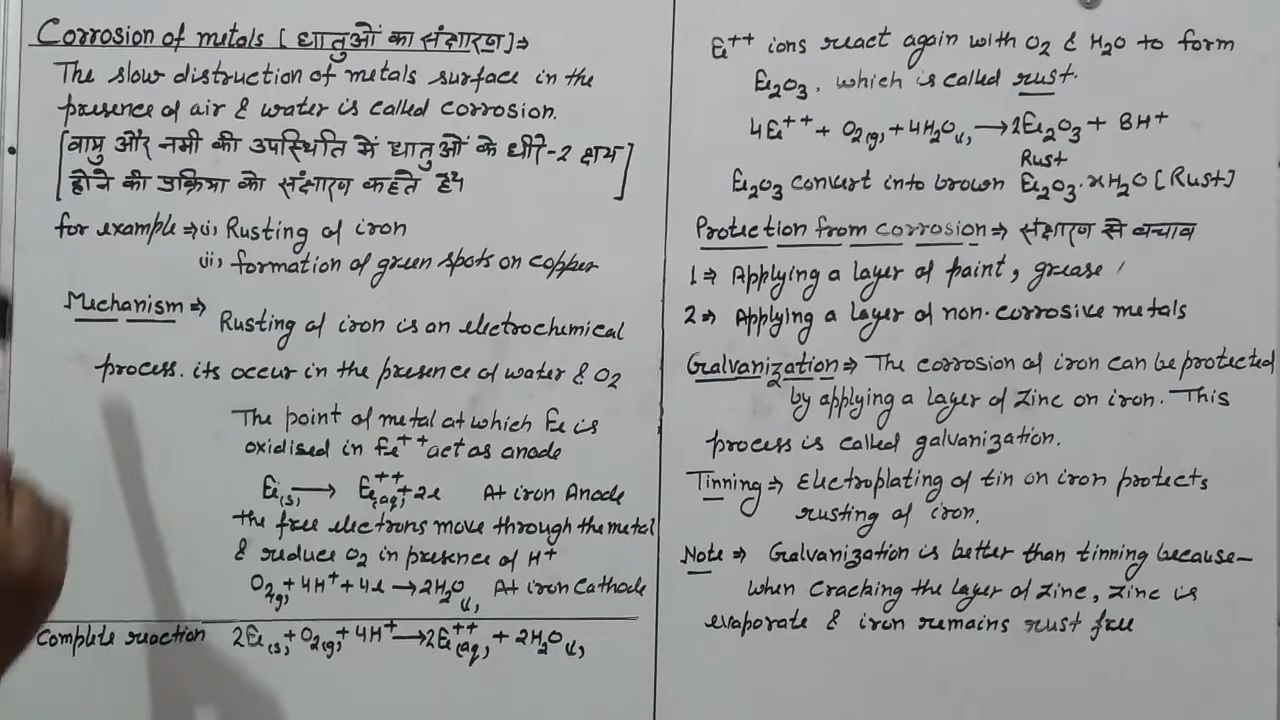 Corrosion of metals [धातुओं का संक्षारण]⇒
The slow distruction of metals surface in the
presence of air & water is called corrosion.
[वायु और नमी की उपस्थिति में धातुओं के धीरे-2 क्षय
होने की प्रक्रिया को संक्षारण कहते हैं]
for example ⇒ (i) Rusting of iron
(ii) formation of green spots on copper
Mechanism ⇒ Rusting of iron is an electrochemical
process. its occur in the presence of water & O₂
The point of metal at which Fe is
oxidised in Fe⁺⁺ act as anode
Fe(s) ⟶ Fe⁺⁺(aq) + 2e At iron Anode
the free electrons move through the metal
& reduce O₂ in presence of H⁺
O₂(g) + 4H⁺ + 4e → 2H₂O(l) At iron Cathode
Complete reaction 2Fe(s) + O₂(g) + 4H⁺ ⟶ 2Fe⁺⁺(aq) + 2H₂O(l)
Fe⁺⁺ ions react again with O₂ & H₂O to form
Fe₂O₃. which is called rust.
4Fe⁺⁺ + O₂(g) + 4H₂O(l) ⟶ 2Fe₂O₃ + 8H⁺
Rust
Fe₂O₃ convert into brown Fe₂O₃·xH₂O [Rust]
Protection from corrosion ⇒ संक्षारण से बचाव
1 ⇒ Applying a layer of paint, grease
2 ⇒ Applying a layer of non-corrosive metals
Galvanization ⇒ The corrosion of iron can be protected
by applying a layer of Zinc on iron. This
process is called galvanization.
Tinning ⇒ Electroplating of tin on iron protects
rusting of iron.
Note ⇒ Galvanization is better than tinning because—
when Cracking the layer of Zinc, Zinc is
evaporate & iron remains rust free